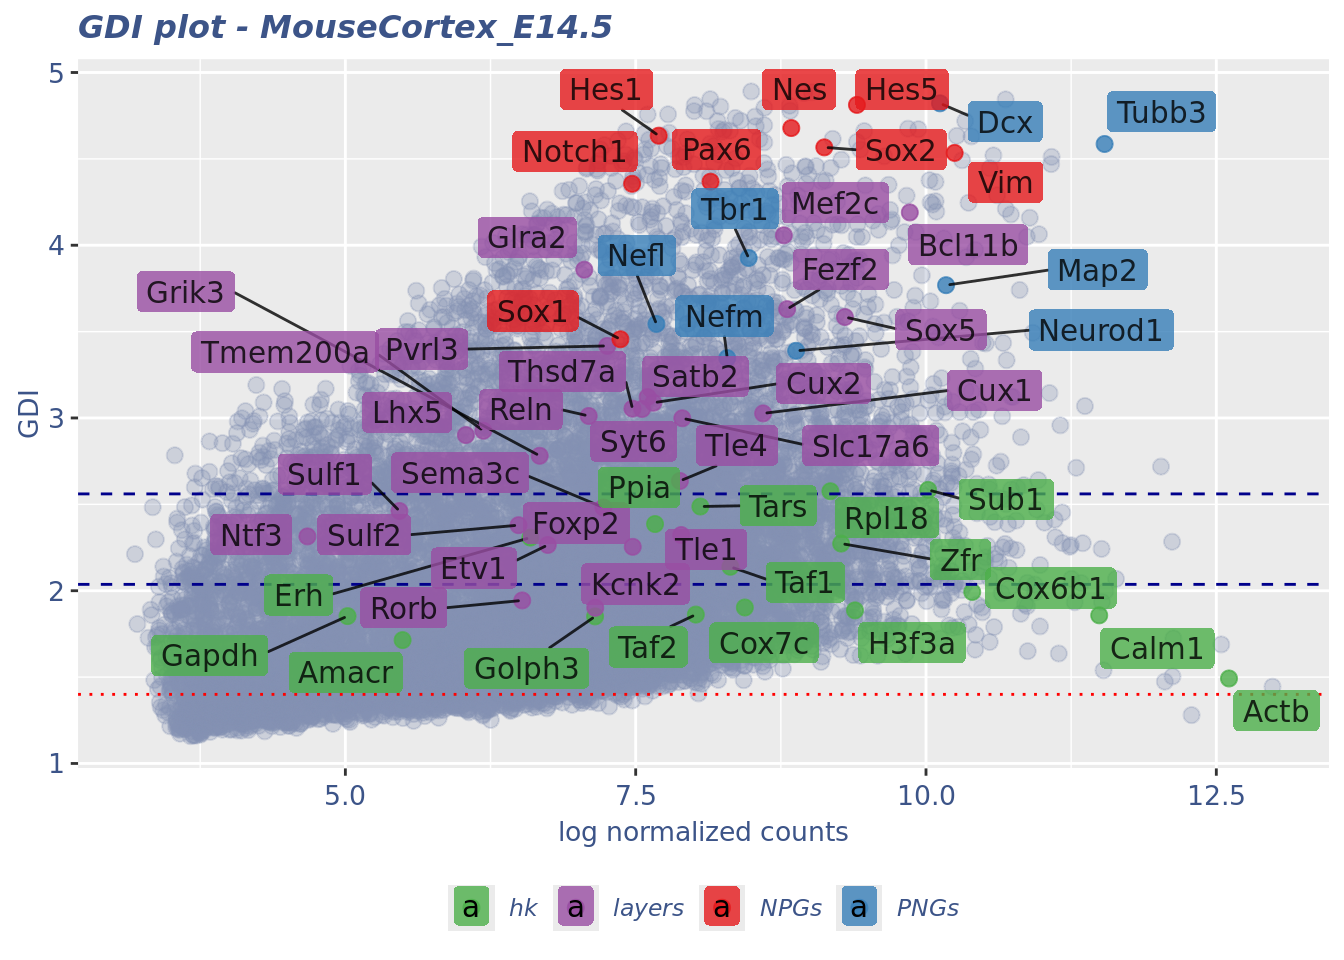 GDI plot - MouseCortex_E14.5
5
4
3
2
1
GDI
Hes1
Nes
Hes5
Tubb3
Dcx
Notch1
Pax6
Sox2
Vim
Tbr1
Mef2c
Glra2
Nefl
Bcl11b
Fezf2
Map2
Grik3
Sox1
Nefm
Sox5
Neurod1
Tmem200a
Pvrl3
Thsd7a
Satb2
Cux2
Cux1
Lhx5
Reln
Syt6
Tle4
Slc17a6
Sulf1
Sema3c
Ppia
Tars
Sub1
Ntf3
Sulf2
Foxp2
Rpl18
Tle1
Zfr
Etv1
Erh
Kcnk2
Taf1
Cox6b1
Rorb
Gapdh
Amacr
Golph3
Taf2
Cox7c
H3f3a
Calm1
Actb
5.0
7.5
10.0
12.5
log normalized counts
a hk a layers a NPGs a PNGs